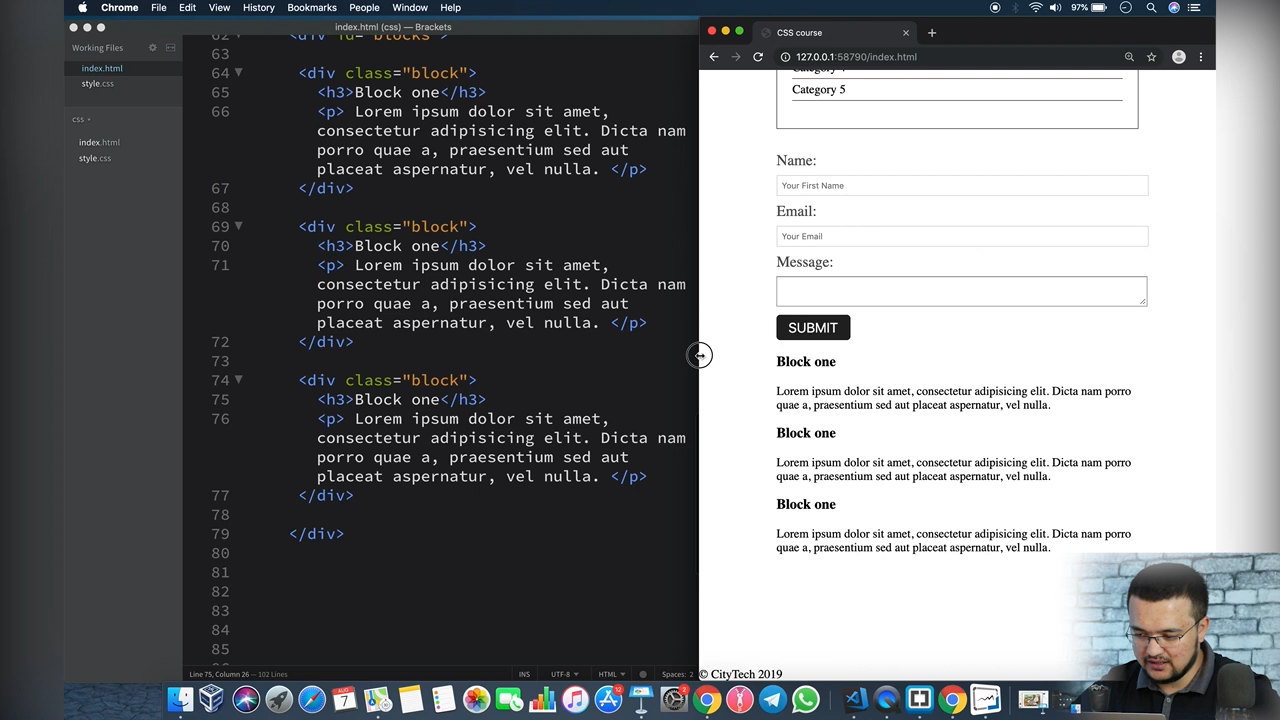 Chrome File Edit View History Bookmarks People Window Help 97%
index.html (css) — Brackets
Working Files
index.html
style.css
css
index.html
style.css
62 <div id="blocks">
63
64 <div class="block">
65 <h3>Block one</h3>
66 <p> Lorem ipsum dolor sit amet,
consectetur adipisicing elit. Dicta nam
porro quae a, praesentium sed aut
placeat aspernatur, vel nulla. </p>
67 </div>
68
69 <div class="block">
70 <h3>Block one</h3>
71 <p> Lorem ipsum dolor sit amet,
consectetur adipisicing elit. Dicta nam
porro quae a, praesentium sed aut
placeat aspernatur, vel nulla. </p>
72 </div>
73
74 <div class="block">
75 <h3>Block one</h3>
76 <p> Lorem ipsum dolor sit amet,
consectetur adipisicing elit. Dicta nam
porro quae a, praesentium sed aut
placeat aspernatur, vel nulla. </p>
77 </div>
78
79 </div>
80
81
82
83
84
85
Line 75, Column 26 — 102 Lines INS UTF-8 HTML Spaces: 2
CSS course
127.0.0.1:58790/index.html
Category 5
Name:
Your First Name
Email:
Your Email
Message:
SUBMIT
Block one
Lorem ipsum dolor sit amet, consectetur adipisicing elit. Dicta nam porro
quae a, praesentium sed aut placeat aspernatur, vel nulla.
Block one
Lorem ipsum dolor sit amet, consectetur adipisicing elit. Dicta nam porro
quae a, praesentium sed aut placeat aspernatur, vel nulla.
Block one
Lorem ipsum dolor sit amet, consectetur adipisicing elit. Dicta nam porro
quae a, praesentium sed aut placeat aspernatur, vel nulla.
© CityTech 2019